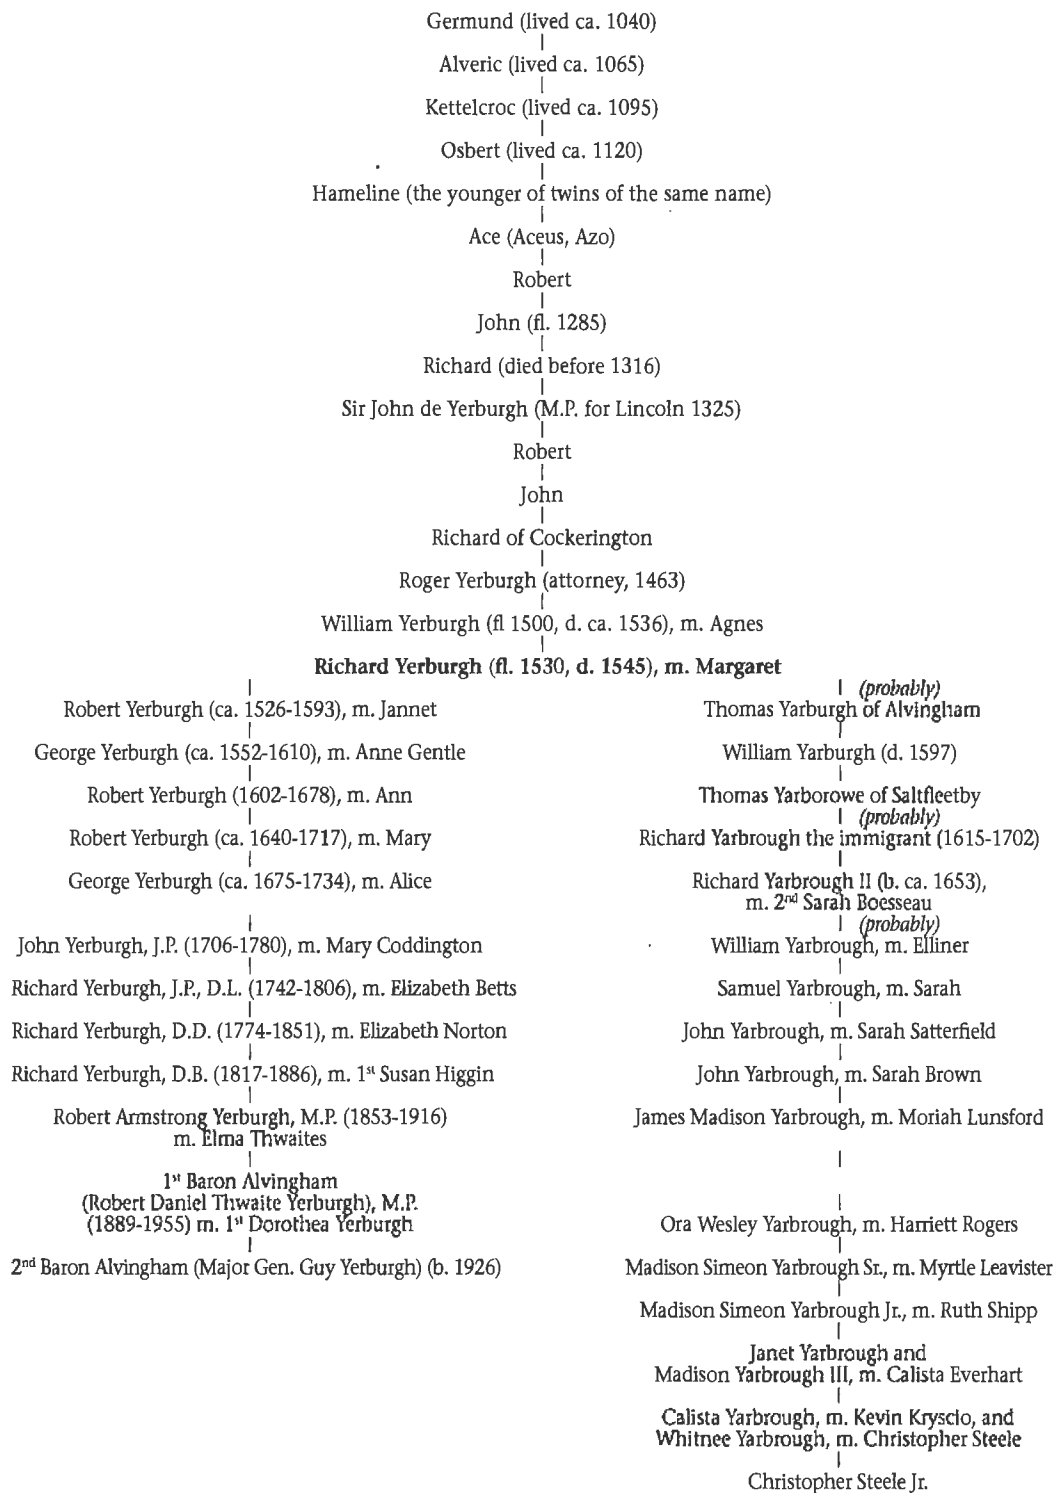 Germund (lived ca. 1040)
Alveric (lived ca. 1065)
Kettelcroc (lived ca. 1095)
Osbert (lived ca. 1120)
Hameline (the younger of twins of the same name)
Ace (Aceus, Azo)
Robert
John (fl. 1285)
Richard (died before 1316)
Sir John de Yerburgh (M.P. for Lincoln 1325)
Robert
John
Richard of Cockerington
Roger Yerburgh (attorney, 1463)
William Yerburgh (fl 1500, d. ca. 1536), m. Agnes
Richard Yerburgh (fl. 1530, d. 1545), m. Margaret
Robert Yerburgh (ca. 1526-1593), m. Jannet
George Yerburgh (ca. 1552-1610), m. Anne Gentle
Robert Yerburgh (1602-1678), m. Ann
Robert Yerburgh (ca. 1640-1717), m. Mary
George Yerburgh (ca. 1675-1734), m. Alice
John Yerburgh, J.P. (1706-1780), m. Mary Coddington
Richard Yerburgh, J.P., D.L. (1742-1806), m. Elizabeth Betts
Richard Yerburgh, D.D. (1774-1851), m. Elizabeth Norton
Richard Yerburgh, D.B. (1817-1886), m. 1st Susan Higgin
Robert Armstrong Yerburgh, M.P. (1853-1916)
m. Elma Thwaites
1st Baron Alvingham
(Robert Daniel Thwaite Yerburgh), M.P.
(1889-1955) m. 1st Dorothea Yerburgh
2nd Baron Alvingham (Major Gen. Guy Yerburgh) (b. 1926)
(probably)
Thomas Yarburgh of Alvingham
William Yarburgh (d. 1597)
Thomas Yarborowe of Saltfleetby
(probably)
Richard Yarbrough the immigrant (1615-1702)
Richard Yarbrough II (b. ca. 1653),
m. 2nd Sarah Boesseau
(probably)
William Yarbrough, m. Elliner
Samuel Yarbrough, m. Sarah
John Yarbrough, m. Sarah Satterfield
John Yarbrough, m. Sarah Brown
James Madison Yarbrough, m. Moriah Lunsford
Ora Wesley Yarbrough, m. Harriett Rogers
Madison Simeon Yarbrough Sr., m. Myrtle Leavister
Madison Simeon Yarbrough Jr., m. Ruth Shipp
Janet Yarbrough and
Madison Yarbrough III, m. Calista Everhart
Calista Yarbrough, m. Kevin Kryscio, and
Whitnee Yarbrough, m. Christopher Steele
Christopher Steele Jr.